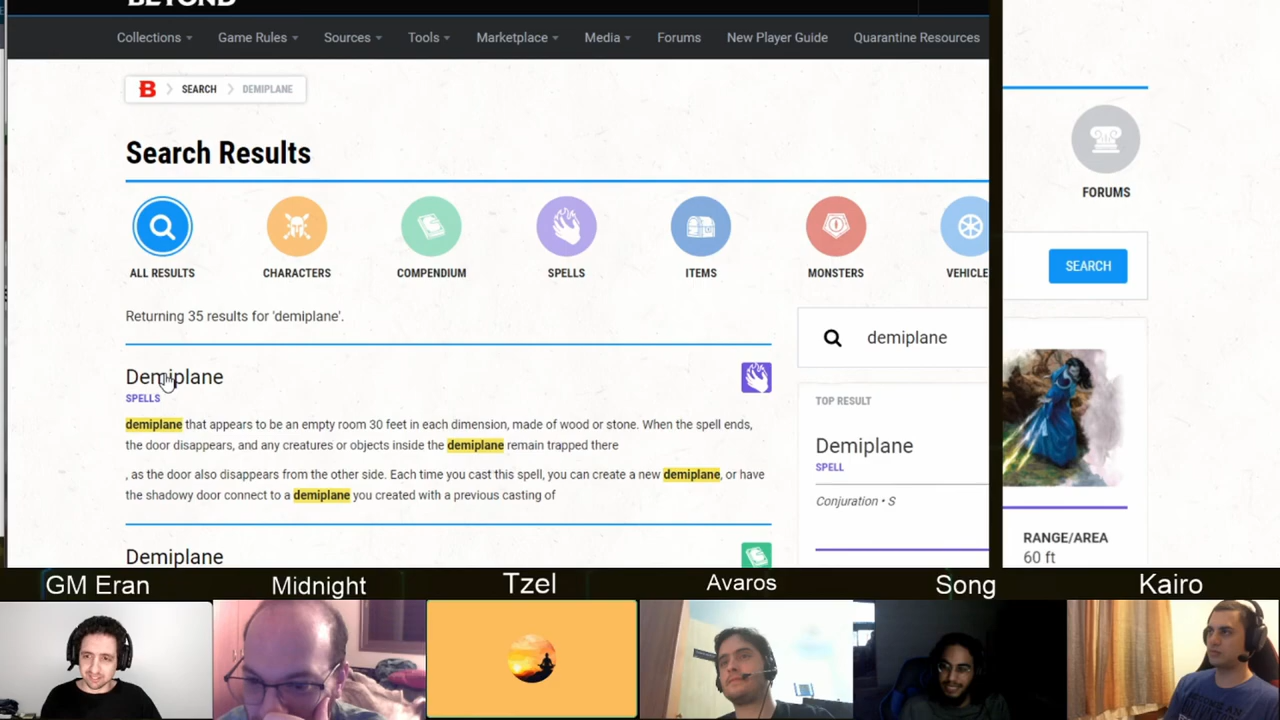 BEYOND
Collections
Game Rules
Sources
Tools
Marketplace
Media
Forums
New Player Guide
Quarantine Resources
B
SEARCH
DEMIPLANE
Search Results
ALL RESULTS
CHARACTERS
COMPENDIUM
SPELLS
ITEMS
MONSTERS
VEHICLE
FORUMS
SEARCH
Returning 35 results for 'demiplane'.
demiplane
Demiplane
SPELLS
demiplane that appears to be an empty room 30 feet in each dimension, made of wood or stone. When the spell ends,
the door disappears, and any creatures or objects inside the demiplane remain trapped there
, as the door also disappears from the other side. Each time you cast this spell, you can create a new demiplane, or have
the shadowy door connect to a demiplane you created with a previous casting of
Demiplane
TOP RESULT
Demiplane
SPELL
Conjuration • S
RANGE/AREA
60 ft
GM Eran
Midnight
Tzel
Avaros
Song
Kairo